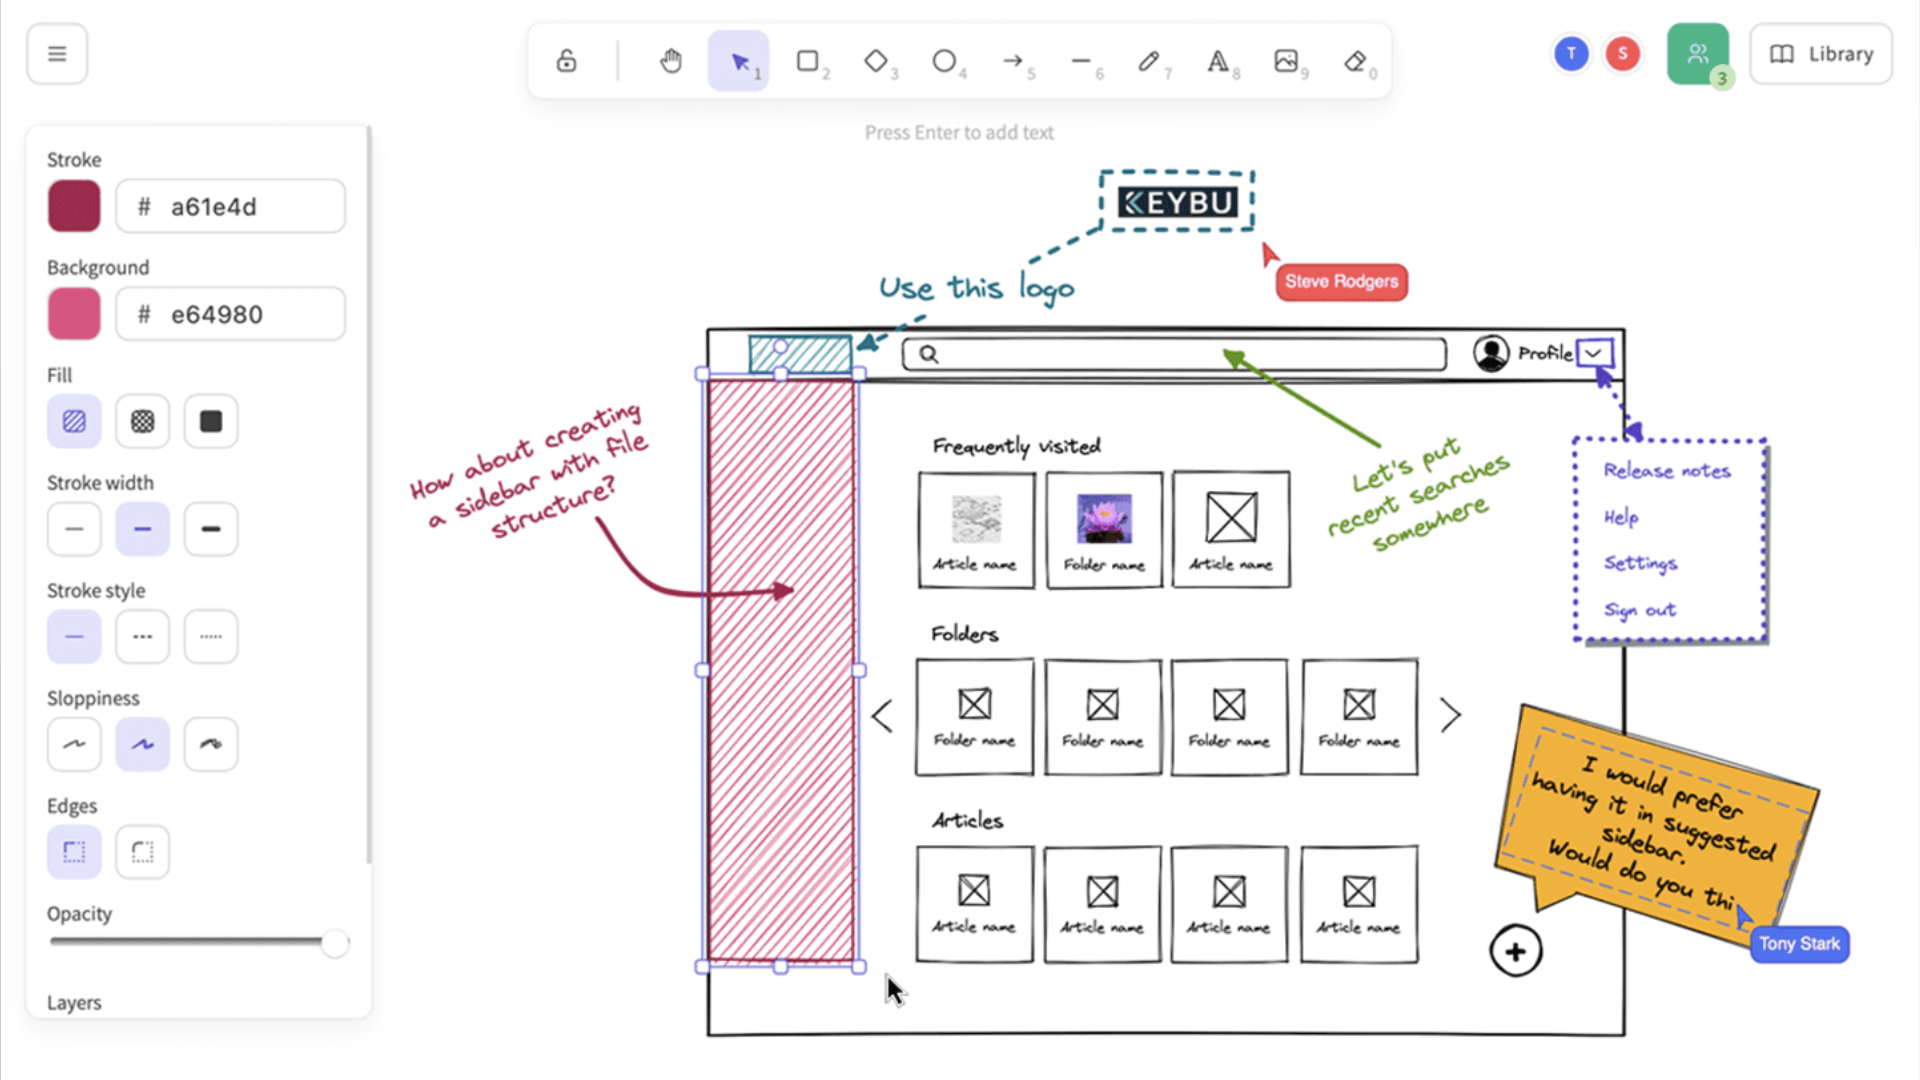 1
2
3
4
5
6
7
A 8
9
0
T
S
3
Library
Press Enter to add text
Stroke
# a61e4d
Background
# e64980
Fill
Stroke width
Stroke style
Sloppiness
Edges
Opacity
Layers
KEYBU
Steve Rodgers
Use this logo
Profile
How about creating
a sidebar with file
structure?
Frequently visited
Article name
Folder name
Article name
Let's put
recent searches
somewhere
Release notes
Help
Settings
Sign out
Folders
Folder name
Folder name
Folder name
Folder name
I would prefer
having it in suggested
sidebar.
Would do you thi
Tony Stark
Articles
Article name
Article name
Article name
Article name